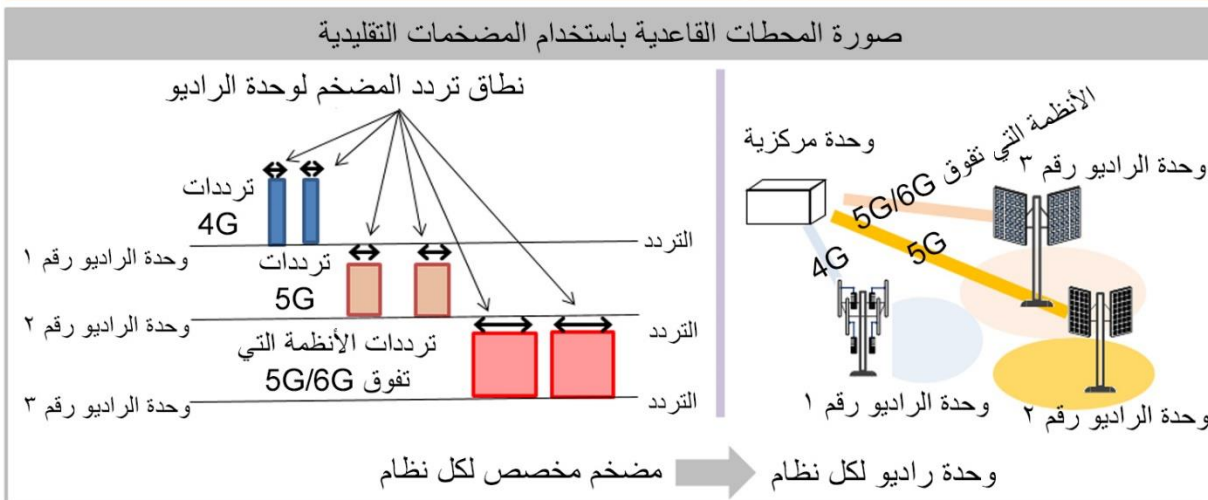 صورة المحطات القاعدية باستخدام المضخمات التقليدية
الأنظمة التي تفوق 5G/6G
وحدة مركزية
وحدة الراديو رقم ٣
5G
4G
وحدة الراديو رقم ١
وحدة الراديو رقم ٢
نطاق تردد المضخم لوحدة الراديو
ترددات
4G
التردد
وحدة الراديو رقم ١
ترددات
5G
التردد
وحدة الراديو رقم ٢
ترددات الأنظمة التي
تفوق 5G/6G
التردد
وحدة الراديو رقم ٣
مضخم مخصص لكل نظام
وحدة راديو لكل نظام